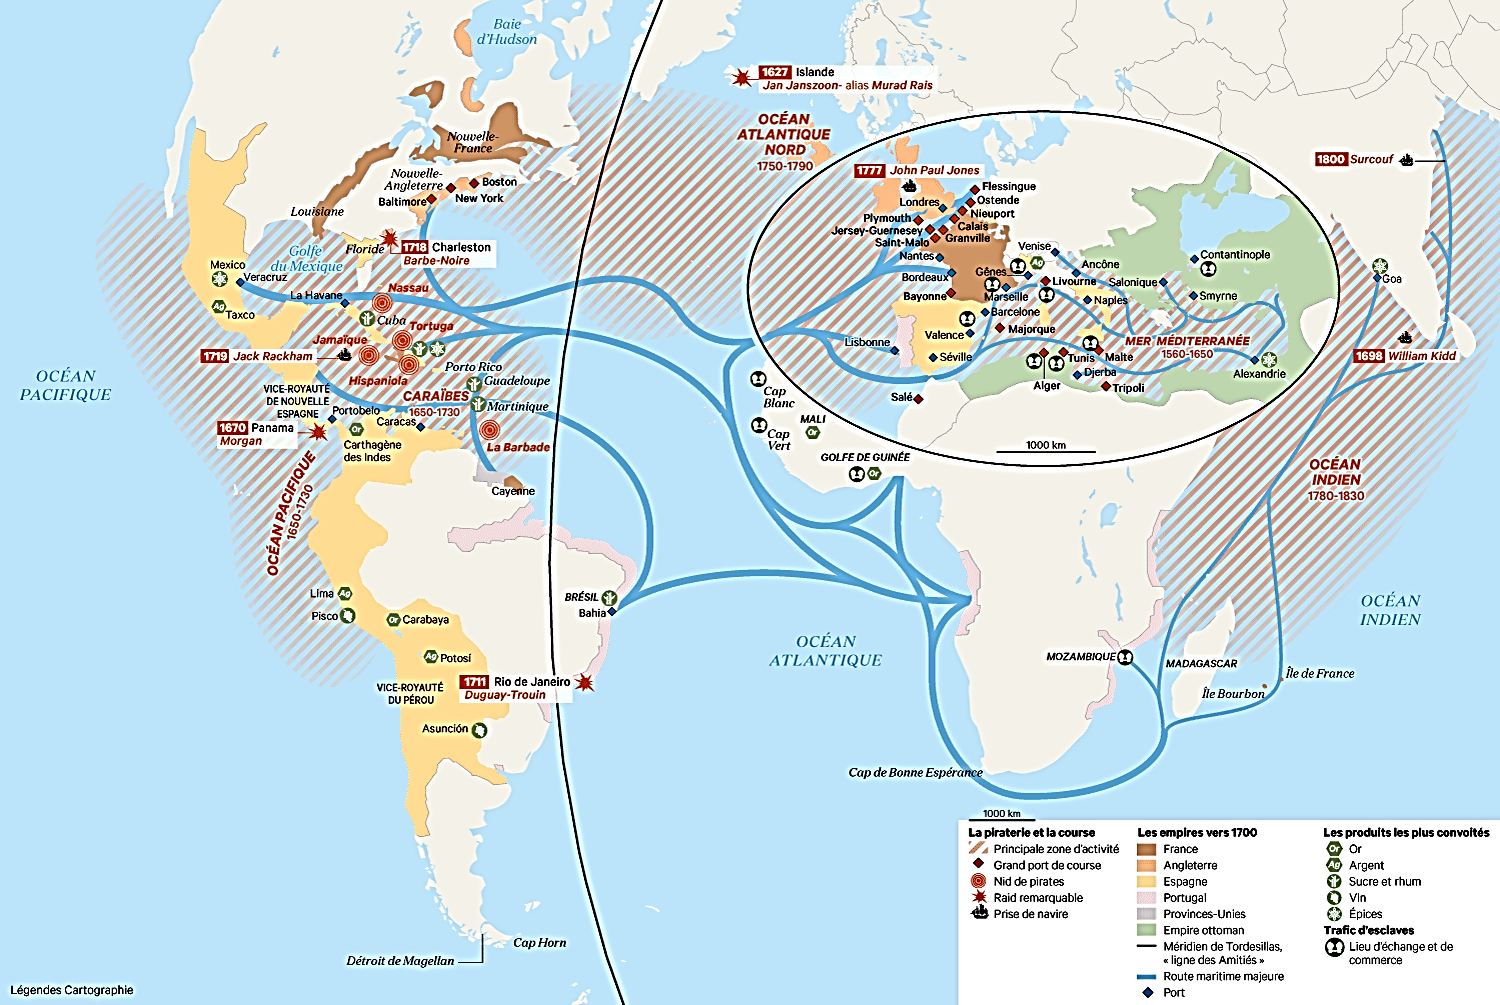 Baie
d'Hudson
1627 Islande
Jan Janszoon- alias Murad Rais
OCÉAN
ATLANTIQUE
NORD
1750-1790
Nouvelle-
France
Nouvelle-
Angleterre
Boston
New York
Baltimore
Louisiane
Floride
1718 Charleston
Barbe-Noire
Golfe
du Mexique
Mexico
Veracruz
Ag
Taxco
La Havane
Nassau
Cuba
Tortuga
Jamaïque
1719 Jack Rackham
Hispaniola
Porto Rico
Guadeloupe
CARAÏBES
1650-1730
Martinique
VICE-ROYAUTÉ
DE NOUVELLE
ESPAGNE
Portobelo
Caracas
1670 Panama
Morgan
Or
Carthagène
des Indes
La Barbade
Cayenne
OCÉAN
PACIFIQUE
OCÉAN PACIFIQUE
1650-1730
Lima
Ag
Pisco
Or
Carabaya
Ag
Potosí
VICE-ROYAUTÉ
DU PÉROU
Asunción
BRÉSIL
Bahia
1711 Rio de Janeiro
Duguay-Trouin
Détroit de Magellan
Cap Horn
1777 John Paul Jones
Londres
Flessingue
Ostende
Nieuport
Plymouth
Calais
Jersey-Guernesey
Granville
Saint-Malo
Nantes
Bordeaux
Bayonne
Venise
Ag
Ancône
Gênes
Livourne
Marseille
Naples
Barcelone
Valence
Majorque
Lisbonne
Séville
Salé
Contantinople
Salonique
Smyrne
MER MÉDITERRANÉE
1560-1650
Tunis
Malte
Alger
Djerba
Tripoli
Alexandrie
1000 km
Cap
Blanc
Cap
Vert
MALI
Or
GOLFE DE GUINÉE
Or
OCÉAN
ATLANTIQUE
Cap de Bonne Espérance
MOZAMBIQUE
MADAGASCAR
Île Bourbon
Île de France
OCÉAN
INDIEN
1780-1830
OCÉAN
INDIEN
1800 Surcouf
Goa
1698 William Kidd
1000 km
La piraterie et la course
Principale zone d'activité
Grand port de course
Nid de pirates
Raid remarquable
Prise de navire
Les empires vers 1700
France
Angleterre
Espagne
Portugal
Provinces-Unies
Empire ottoman
Méridien de Tordesillas,
« ligne des Amitiés »
Route maritime majeure
Port
Les produits les plus convoités
Or Or
Ag Argent
Sucre et rhum
Vin
Épices
Trafic d'esclaves
Lieu d'échange et de
commerce
Légendes Cartographie